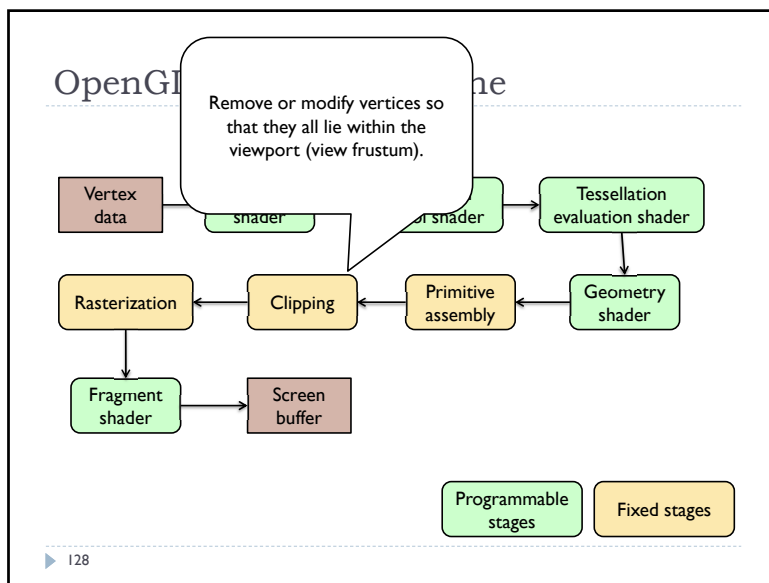 OpenGL
ne
Remove or modify vertices so
that they all lie within the
viewport (view frustum).
Vertex
data
shader
ol shader
Tessellation
evaluation shader
Rasterization
Clipping
Primitive
assembly
Geometry
shader
Fragment
shader
Screen
buffer
Programmable
stages
Fixed stages
128